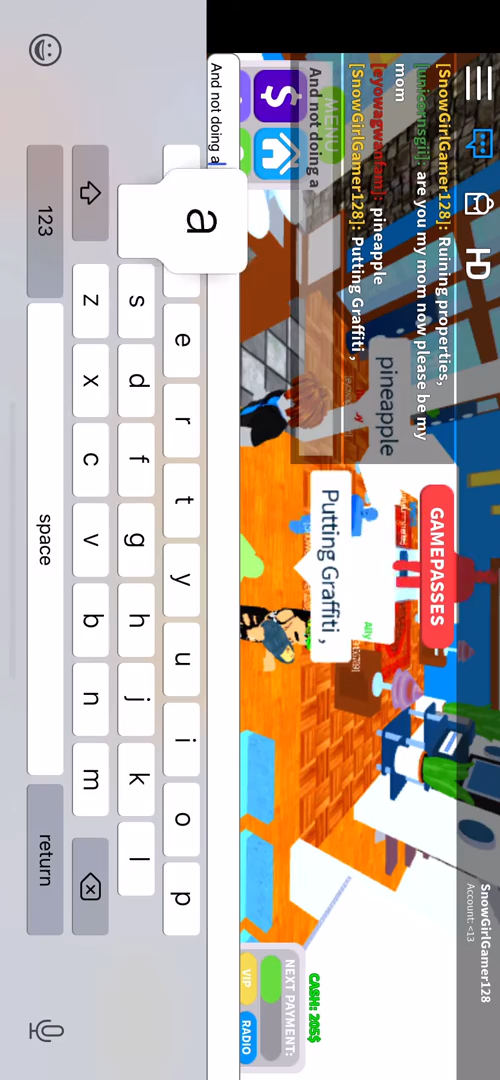 SnowGirlGamer128
Account: <13
HD
[SnowGirlGamer128]: Ruining properties,
[unicornsgii]: are you my mom now please be my
mom
[eyowagwanfam]: pineapple
[SnowGirlGamer128]: Putting Graffiti ,
GAMEPASSES
pineapple
Putting Graffiti ,
Ally
MENU
And not doing a
$
CASH: 205$
NEXT PAYMENT:
VIP
RADIO
And not doing a
a
e r t y u i o p
s d f g h j k l
z x c v b n m
123
space
return